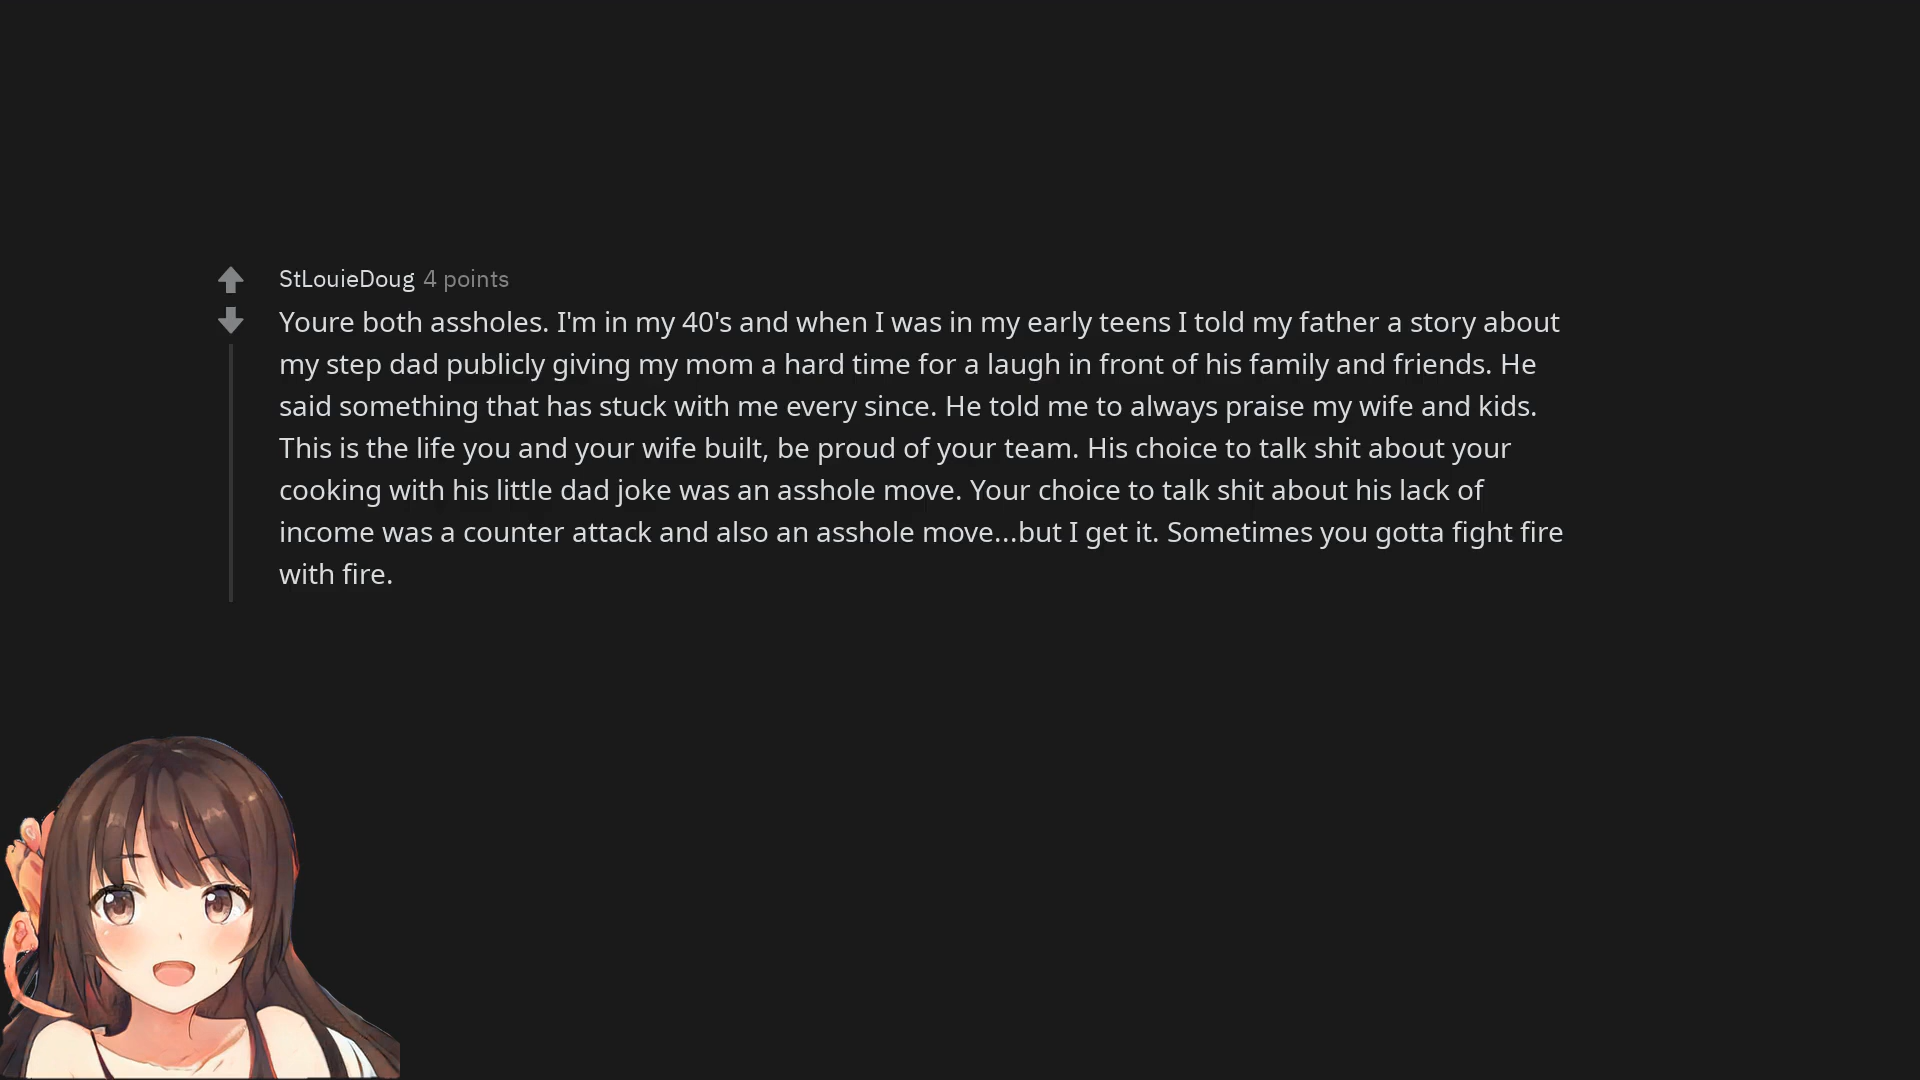 StLouieDoug 4 points
Youre both assholes. I'm in my 40's and when I was in my early teens I told my father a story about
my step dad publicly giving my mom a hard time for a laugh in front of his family and friends. He
said something that has stuck with me every since. He told me to always praise my wife and kids.
This is the life you and your wife built, be proud of your team. His choice to talk shit about your
cooking with his little dad joke was an asshole move. Your choice to talk shit about his lack of
income was a counter attack and also an asshole move...but I get it. Sometimes you gotta fight fire
with fire.